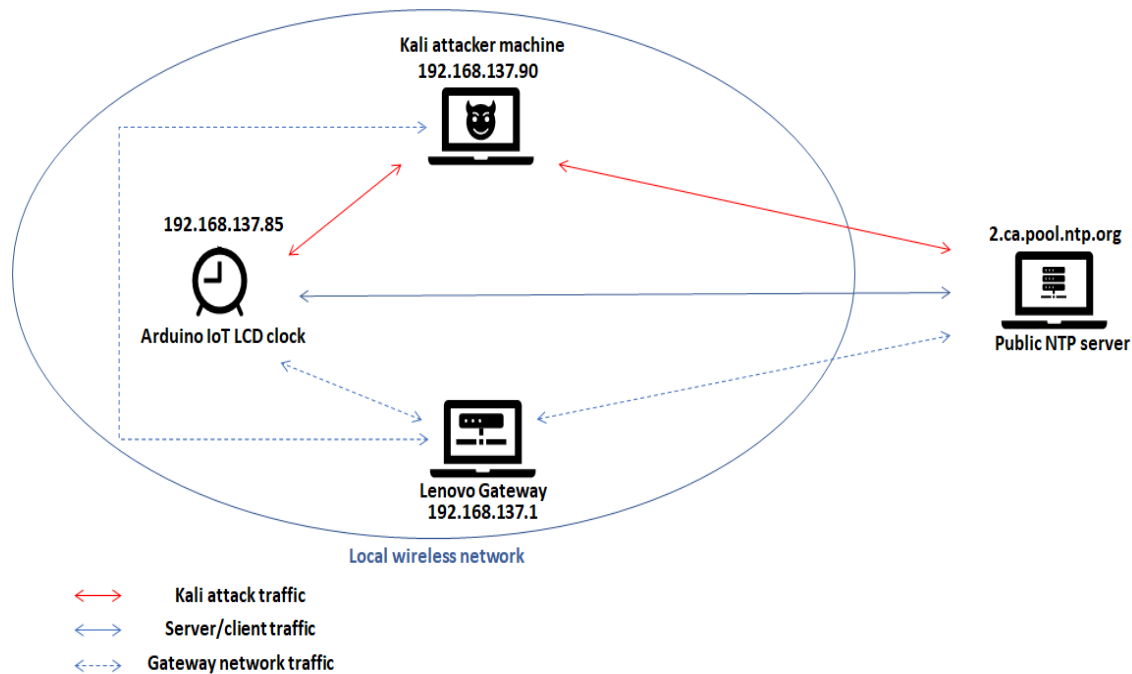 Kali attacker machine
192.168.137.90
192.168.137.85
Arduino IoT LCD clock
2.ca.pool.ntp.org
Public NTP server
Lenovo Gateway
192.168.137.1
Local wireless network
Kali attack traffic
Server/client traffic
Gateway network traffic